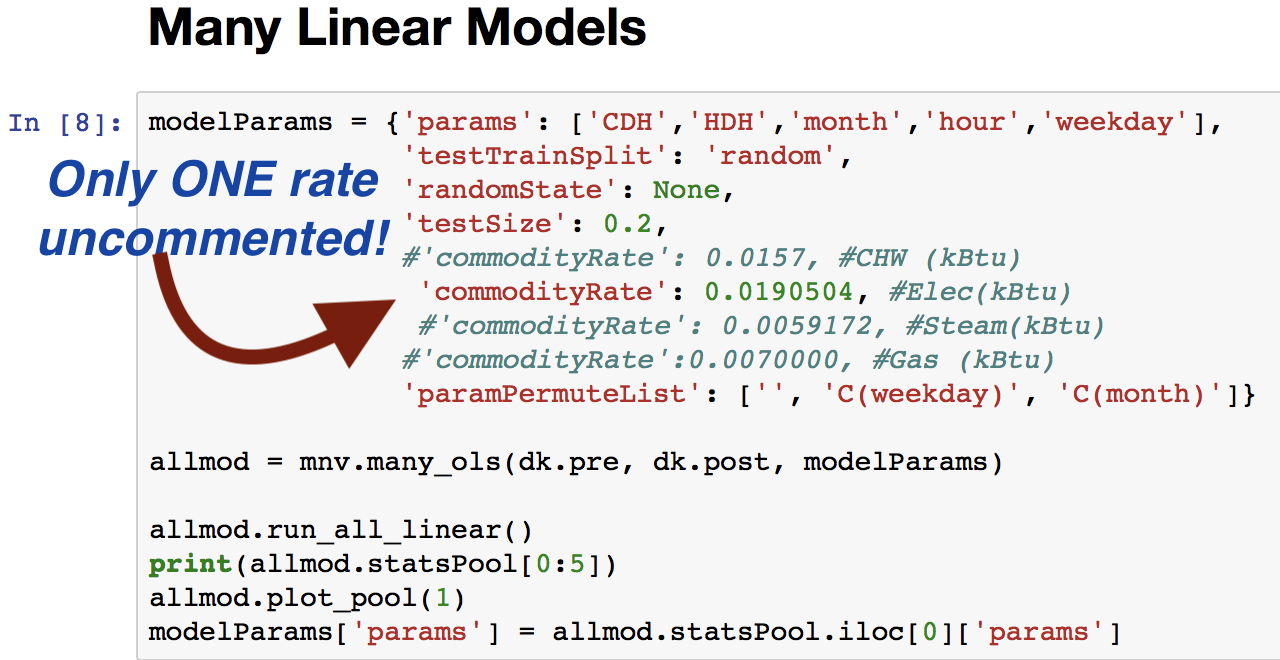 Many Linear Models
In [8]:
modelParams = {'params': ['CDH','HDH','month','hour','weekday'],
'testTrainSplit': 'random',
Only ONE rate
uncommented!
'randomState': None,
'testSize': 0.2,
#'commodityRate': 0.0157, #CHW (kBtu)
'commodityRate': 0.0190504, #Elec(kBtu)
#'commodityRate': 0.0059172, #Steam(kBtu)
#'commodityRate':0.0070000, #Gas (kBtu)
'paramPermuteList': ['', 'C(weekday)', 'C(month)']}
allmod = mnv.many_ols(dk.pre, dk.post, modelParams)
allmod.run_all_linear()
print(allmod.statsPool[0:5])
allmod.plot_pool(1)
modelParams['params'] = allmod.statsPool.iloc[0]['params']